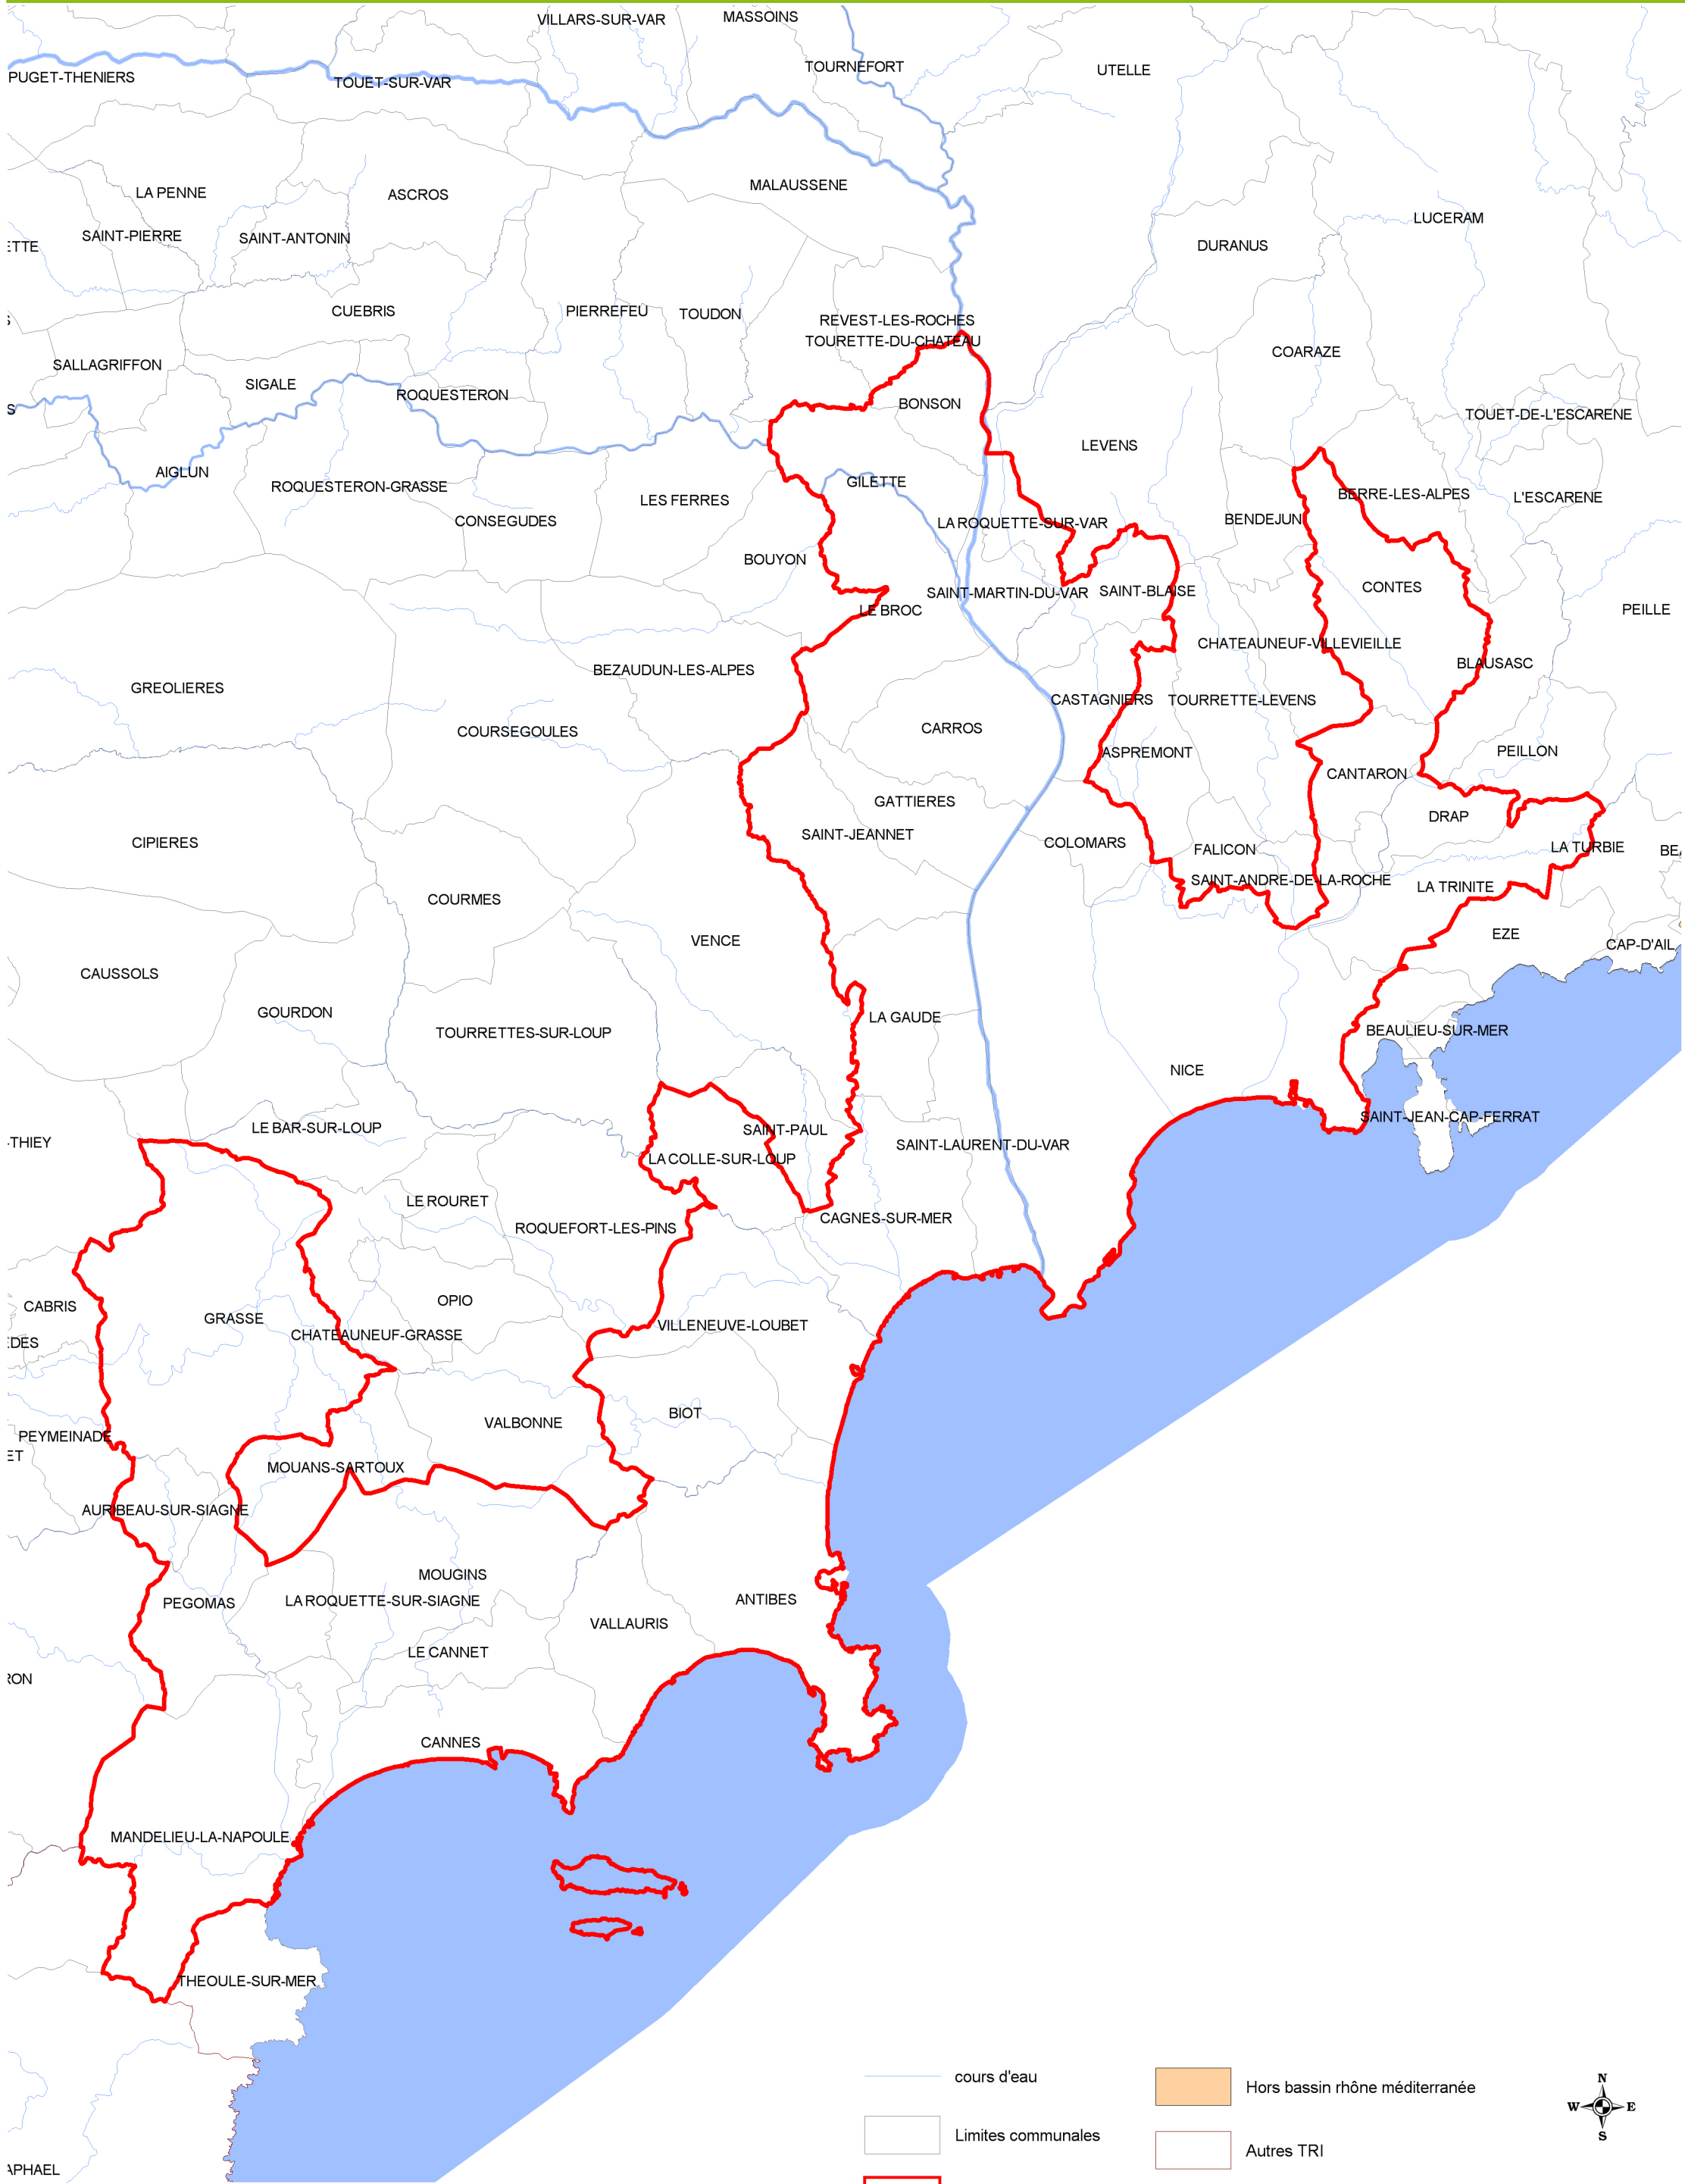 VILLARS-SUR-VAR
MASSOINS
TOURNEFORT
UTELLE
PUGET-THENIERS
TOUET-SUR-VAR
MALAUSSENE
LA PENNE
ASCROS
LUCERAM
SAINT-PIERRE
SAINT-ANTONIN
ETTE
DURANUS
CUEBRIS
PIERREFEU
TOUDON
REVEST-LES-ROCHES
TOURETTE-DU-CHATEAU
S
COARAZE
SALLAGRIFFON
SIGALE
ROQUESTERON
BONSON
S
TOUET-DE-L'ESCARENE
LEVENS
AIGLUN
ROQUESTERON-GRASSE
GILETTE
LES FERRES
BERRE-LES-ALPES
L'ESCARENE
CONSEGUDES
LA ROQUETTE-SUR-VAR
BENDEJUN
BOUYON
CONTES
SAINT-MARTIN-DU-VAR
SAINT-BLAISE
LE BROC
PEILLE
CHATEAUNEUF-VILLEVIEILLE
BEZAUDUN-LES-ALPES
BLAUSASC
GREOLIERES
CASTAGNIERS
TOURRETTE-LEVENS
COURSEGOULES
CARROS
ASPREMONT
PEILLON
CANTARON
GATTIERES
DRAP
SAINT-JEANNET
CIPIERES
COLOMARS
FALICON
LA TURBIE
BEA
SAINT-ANDRE-DE-LA-ROCHE
LA TRINITE
COURMES
VENCE
EZE
CAP-D'AIL
CAUSSOLS
GOURDON
LA GAUDE
TOURRETTES-SUR-LOUP
BEAULIEU-SUR-MER
NICE
SAINT-JEAN-CAP-FERRAT
LE BAR-SUR-LOUP
SAINT-PAUL
-THIEY
SAINT-LAURENT-DU-VAR
LA COLLE-SUR-LOUP
LE ROURET
CAGNES-SUR-MER
ROQUEFORT-LES-PINS
OPIO
CABRIS
GRASSE
VILLENEUVE-LOUBET
CHATEAUNEUF-GRASSE
EDES
BIOT
VALBONNE
PEYMEINADE
ET
MOUANS-SARTOUX
AURIBEAU-SUR-SIAGNE
MOUGINS
LA ROQUETTE-SUR-SIAGNE
PEGOMAS
ANTIBES
VALLAURIS
LE CANNET
RON
CANNES
MANDELIEU-LA-NAPOULE
THEOULE-SUR-MER
APHAEL
cours d'eau
Hors bassin rhône méditerranée
Limites communales
Autres TRI
N
W E
S